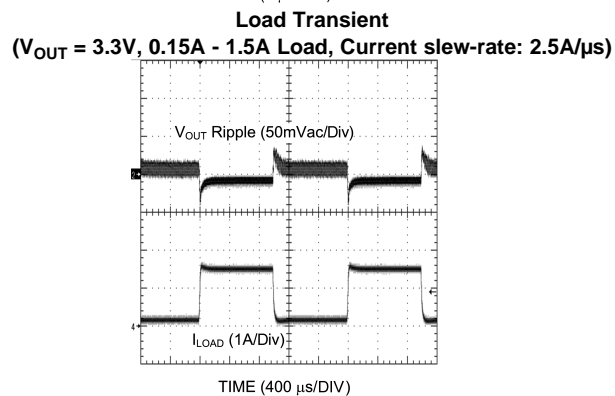 Load Transient
(VOUT = 3.3V, 0.15A - 1.5A Load, Current slew-rate: 2.5A/µs)
VOUT Ripple (50mVac/Div)
ILOAD (1A/Div)
4
TIME (400 µs/DIV)